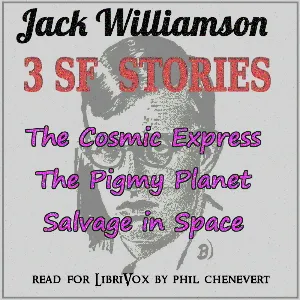 Jack Williamson
3 SF STORIES
The Cosmic Express
The Pigmy Planet
Salvage in Space
READ FOR LIBRIVOX BY PHIL CHENEVERT